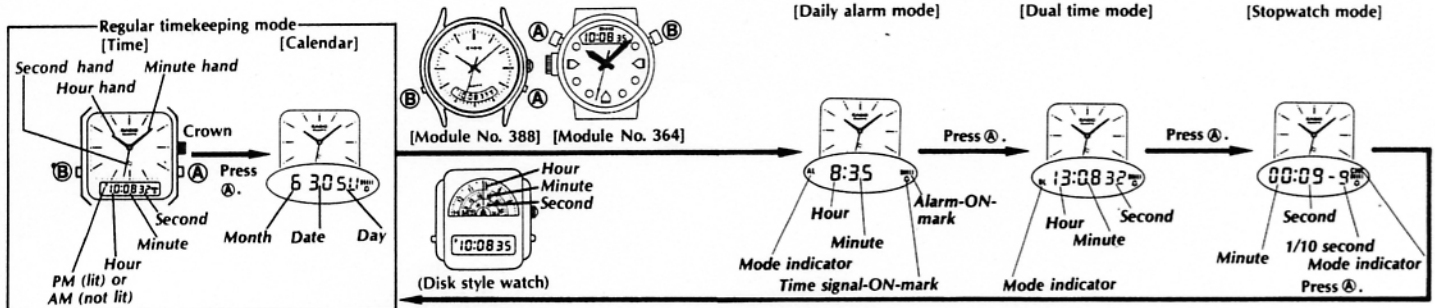 Regular timekeeping mode
[Time]
[Calendar]
Second hand
Minute hand
Hour hand
Crown
Ⓑ
Ⓐ
Press
Ⓐ.
10:08 32
6 30
Second
Minute
Hour
PM (lit) or
AM (not lit)
Month
Date
Day
Ⓐ
Ⓑ
10:08 35
Ⓑ
Ⓐ
[Module No. 388]
[Module No. 364]
Hour
Minute
Second
10:08 35
(Disk style watch)
[Daily alarm mode]
AL
8:35
Hour
Minute
Alarm-ON-
mark
Mode indicator
Time signal-ON-mark
Press Ⓐ.
[Dual time mode]
13:08 32
Hour
Second
Minute
Mode indicator
Press Ⓐ.
[Stopwatch mode]
00:09-9
Second
Minute
1/10 second
Mode indicator
Press Ⓐ.